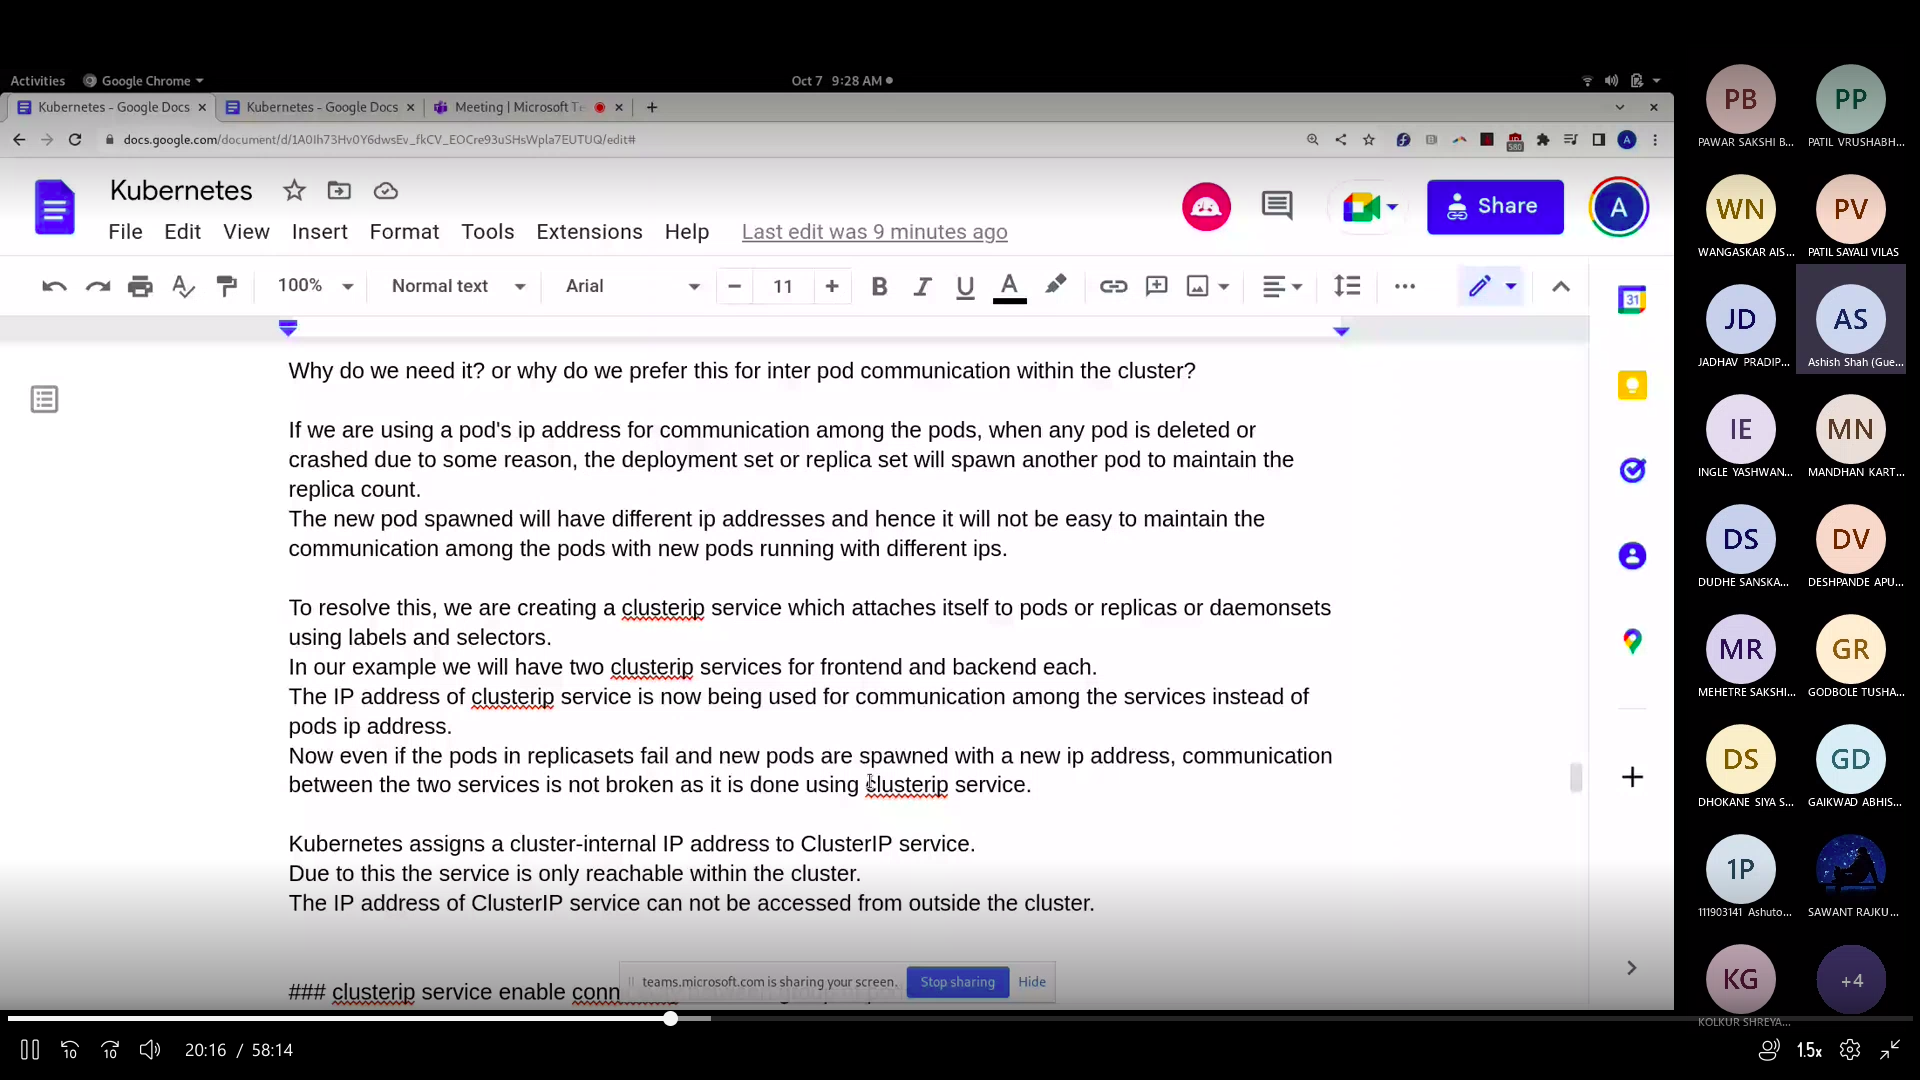 Activities Google Chrome Oct 7 9:28 AM
Kubernetes - Google Docs Kubernetes - Google Docs Meeting | Microsoft Te
docs.google.com/document/d/1A0Ih73Hv0Y6dwsEv_fkCV_EOCre93uSHsWpla7EUTUQ/edit#
Kubernetes
File Edit View Insert Format Tools Extensions Help Last edit was 9 minutes ago
Share
A
100% Normal text Arial 11 B I U A
31
Why do we need it? or why do we prefer this for inter pod communication within the cluster?
If we are using a pod's ip address for communication among the pods, when any pod is deleted or
crashed due to some reason, the deployment set or replica set will spawn another pod to maintain the
replica count.
The new pod spawned will have different ip addresses and hence it will not be easy to maintain the
communication among the pods with new pods running with different ips.
To resolve this, we are creating a clusterip service which attaches itself to pods or replicas or daemonsets
using labels and selectors.
In our example we will have two clusterip services for frontend and backend each.
The IP address of clusterip service is now being used for communication among the services instead of
pods ip address.
Now even if the pods in replicasets fail and new pods are spawned with a new ip address, communication
between the two services is not broken as it is done using clusterip service.
Kubernetes assigns a cluster-internal IP address to ClusterIP service.
Due to this the service is only reachable within the cluster.
The IP address of ClusterIP service can not be accessed from outside the cluster.
### clusterip service enable conn
teams.microsoft.com is sharing your screen. Stop sharing Hide
20:16 / 58:14
1.5x
PB PP
PAWAR SAKSHI B... PATIL VRUSHABH...
WN PV
WANGASKAR AIS... PATIL SAYALI VILAS
JD AS
JADHAV PRADIP... Ashish Shah (Gue...
IE MN
INGLE YASHWAN... MANDHAN KART...
DS DV
DUDHE SANSKA... DESHPANDE APU...
MR GR
MEHETRE SAKSHI... GODBOLE TUSHA...
DS GD
DHOKANE SIYA S... GAIKWAD ABHIS...
1P
111903141 Ashuto... SAWANT RAJKU...
KG +4
KOLKUR SHREYA...